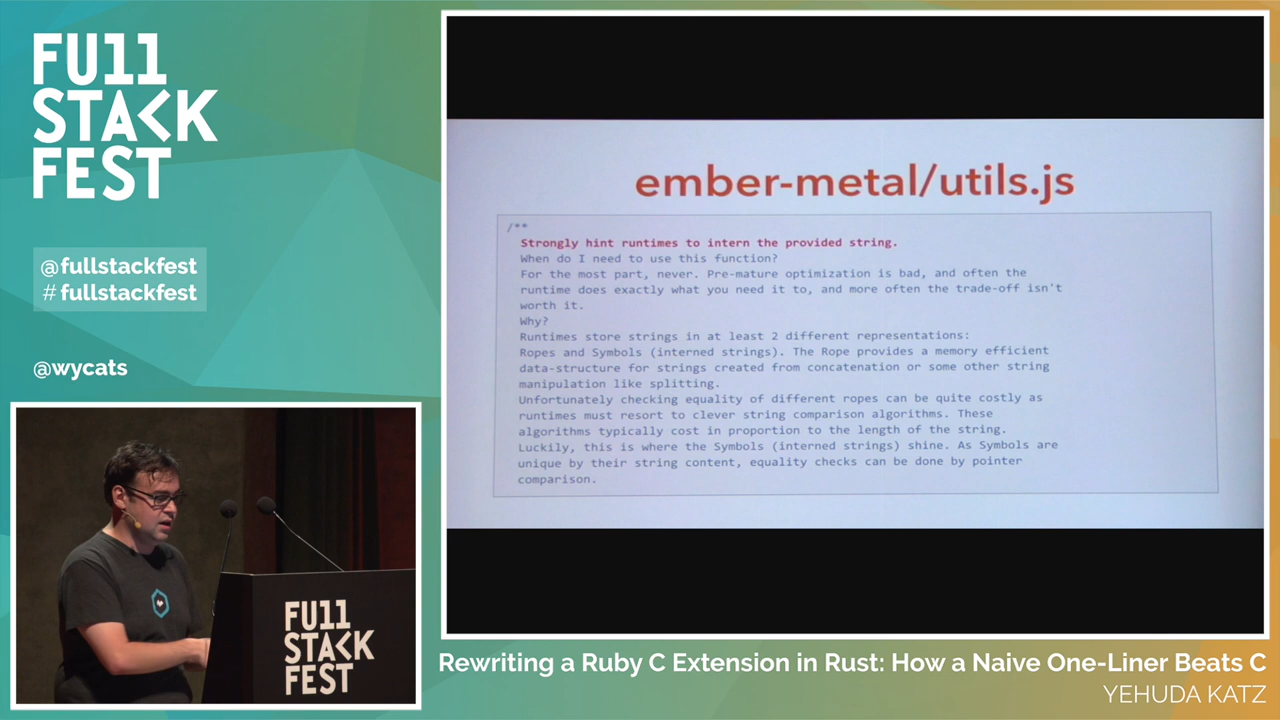 FULL
STACK
FEST
@fullstackfest
# fullstackfest
@wycats
FULL
STACK
FEST
ember-metal/utils.js
/**
Strongly hint runtimes to intern the provided string.
When do I need to use this function?
For the most part, never. Pre-mature optimization is bad, and often the
runtime does exactly what you need it to, and more often the trade-off isn't
worth it.
Why?
Runtimes store strings in at least 2 different representations:
Ropes and Symbols (interned strings). The Rope provides a memory efficient
data-structure for strings created from concatenation or some other string
manipulation like splitting.
Unfortunately checking equality of different ropes can be quite costly as
runtimes must resort to clever string comparison algorithms. These
algorithms typically cost in proportion to the length of the string.
Luckily, this is where the Symbols (interned strings) shine. As Symbols are
unique by their string content, equality checks can be done by pointer
comparison.
Rewriting a Ruby C Extension in Rust: How a Naive One-Liner Beats C
YEHUDA KATZ